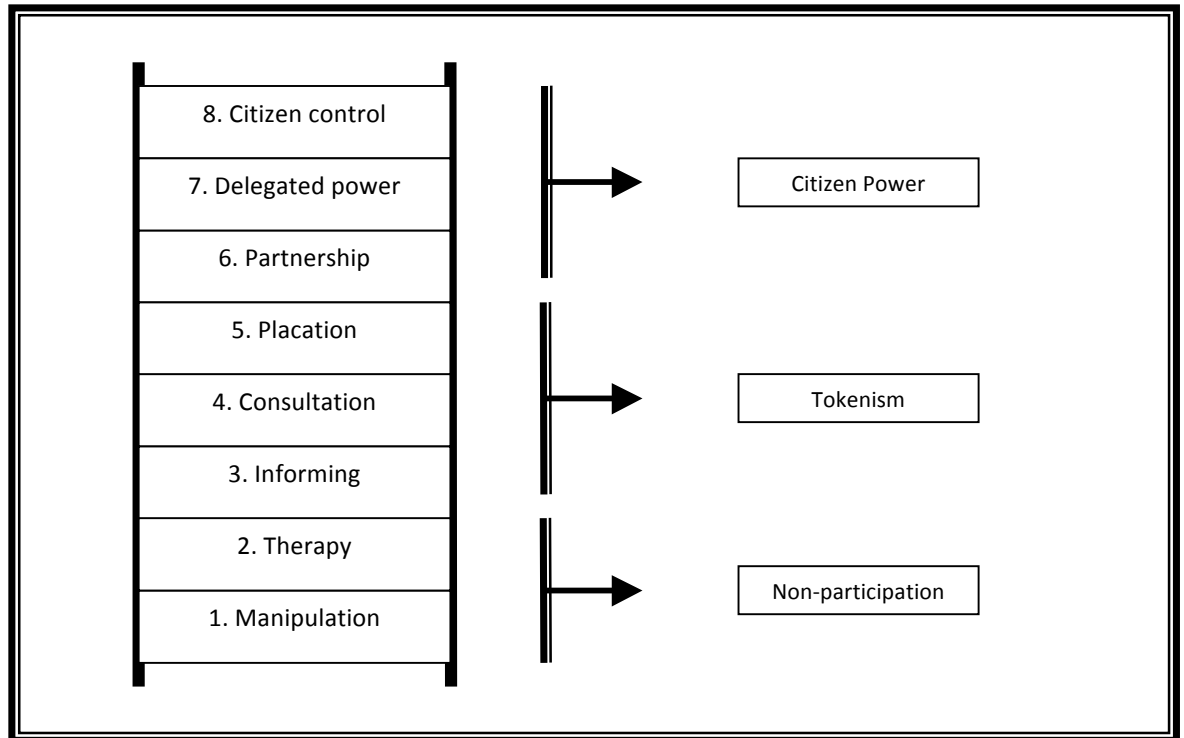 8. Citizen control
7. Delegated power
Citizen Power
6. Partnership
5. Placation
4. Consultation
Tokenism
3. Informing
2. Therapy
Non-participation
1. Manipulation